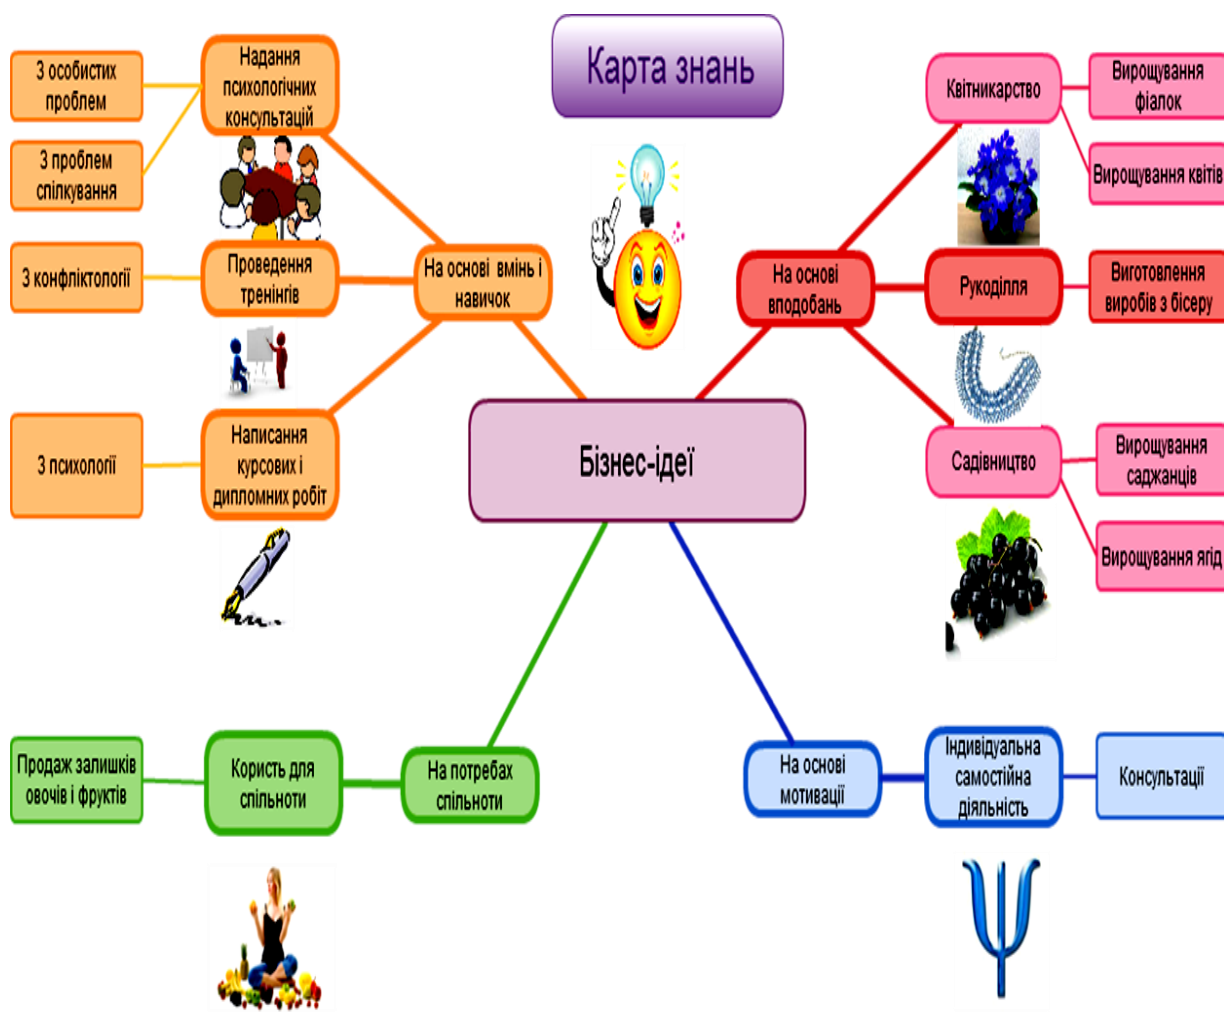 Карта знань
Надання
психологічних
консультацій
З особистих
проблем
З проблем
спілкування
Проведення
тренінгів
З конфліктології
На основі вмінь і
навичок
Написання
курсових і
дипломних робіт
З психології
Бізнес-ідеї
На основі
вподобань
Квітникарство
Вирощування
фіалок
Вирощування квітів
Рукоділля
Виготовлення
виробів з бісеру
Садівництво
Вирощування
саджанців
Вирощування ягід
Продаж залишків
овочів і фруктів
Користь для
спільноти
На потребах
спільноти
На основі
мотивації
Індивідуальна
самостійна
діяльність
Консультації